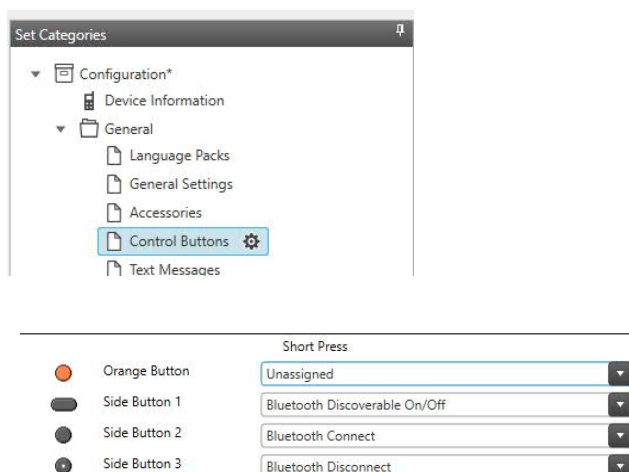 Set Categories
Configuration*
Device Information
General
Language Packs
General Settings
Accessories
Control Buttons
Text Messages
Short Press
Orange Button Unassigned
Side Button 1 Bluetooth Discoverable On/Off
Side Button 2 Bluetooth Connect
Side Button 3 Bluetooth Disconnect